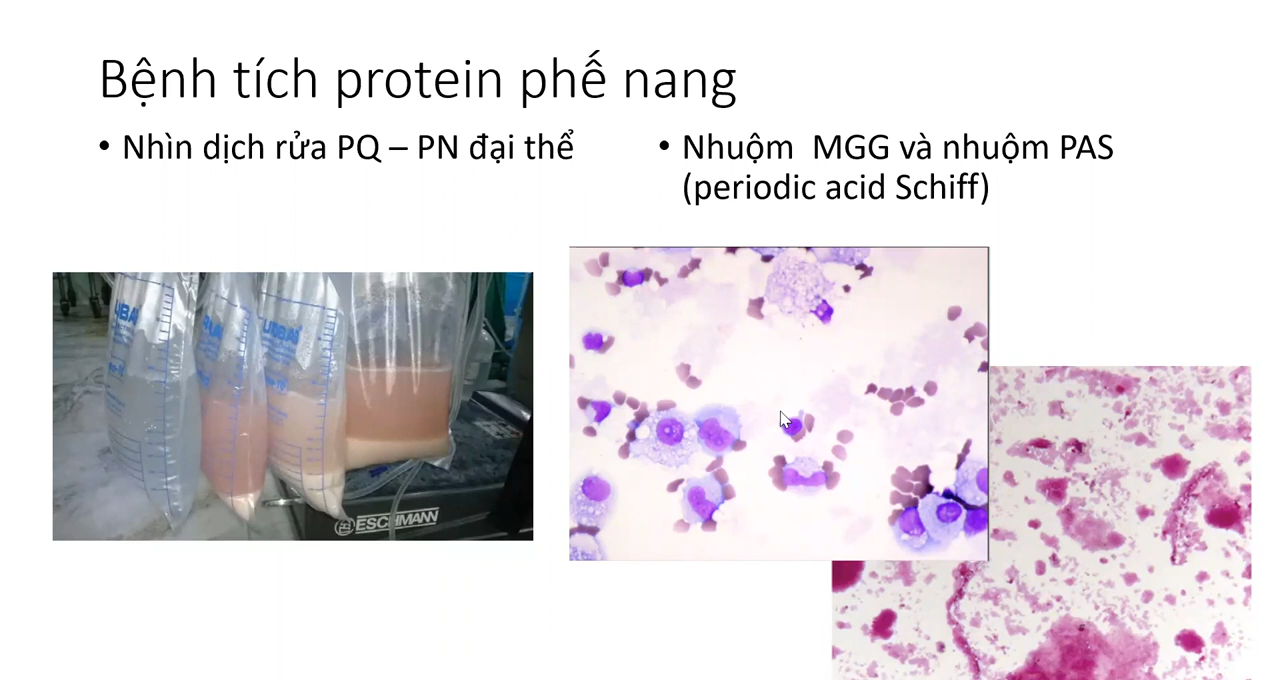 Bệnh tích protein phế nang
• Nhìn dịch rửa PQ – PN đại thể
• Nhuộm MGG và nhuộm PAS
(periodic acid Schiff)
ESCHMANN